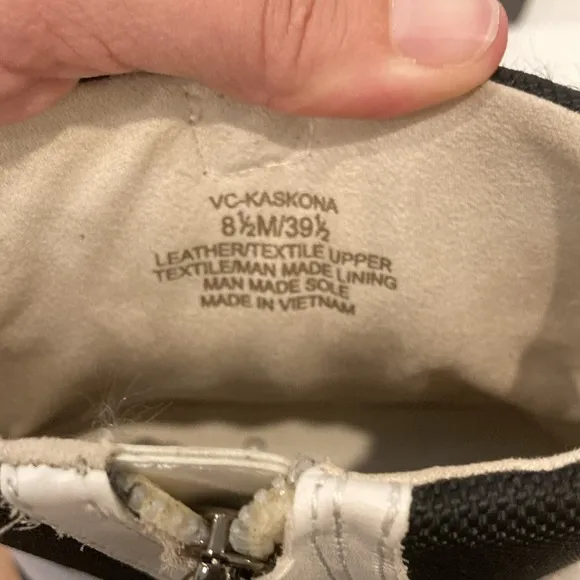 VC-KASKONA
8½M/39½
LEATHER/TEXTILE UPPER
TEXTILE/MAN MADE LINING
MAN MADE SOLE
MADE IN VIETNAM